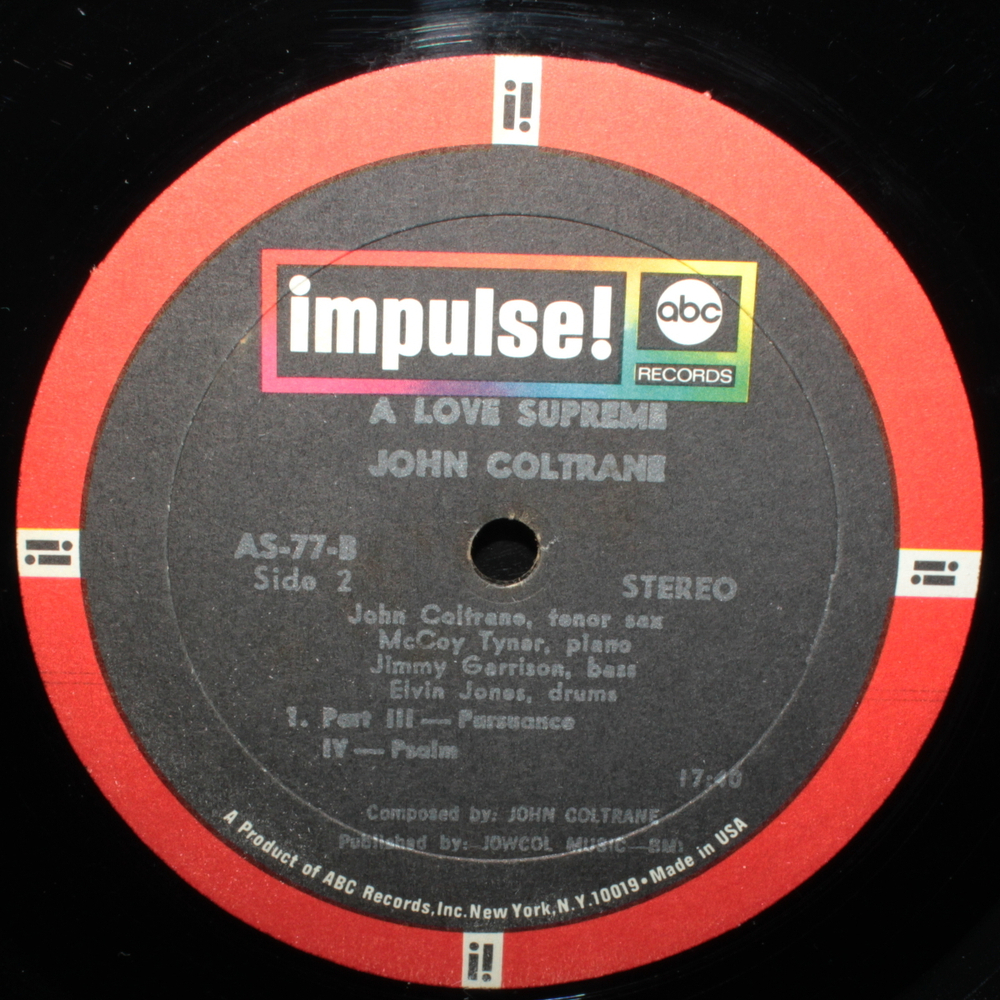 i!
impulse!
abc
RECORDS
A LOVE SUPREME
JOHN COLTRANE
AS-77-B
Side 2
STEREO
John Coltrane, tenor sax
McCoy Tyner, piano
Jimmy Garrison, bass
Elvin Jones, drums
1. Part III — Pursuance
IV — Psalm
17:40
Composed by: JOHN COLTRANE
Published by: JOWCOL MUSIC—BMI
A Product of ABC Records,Inc.New York,N.Y.10019•Made in USA
i!
i!
i!